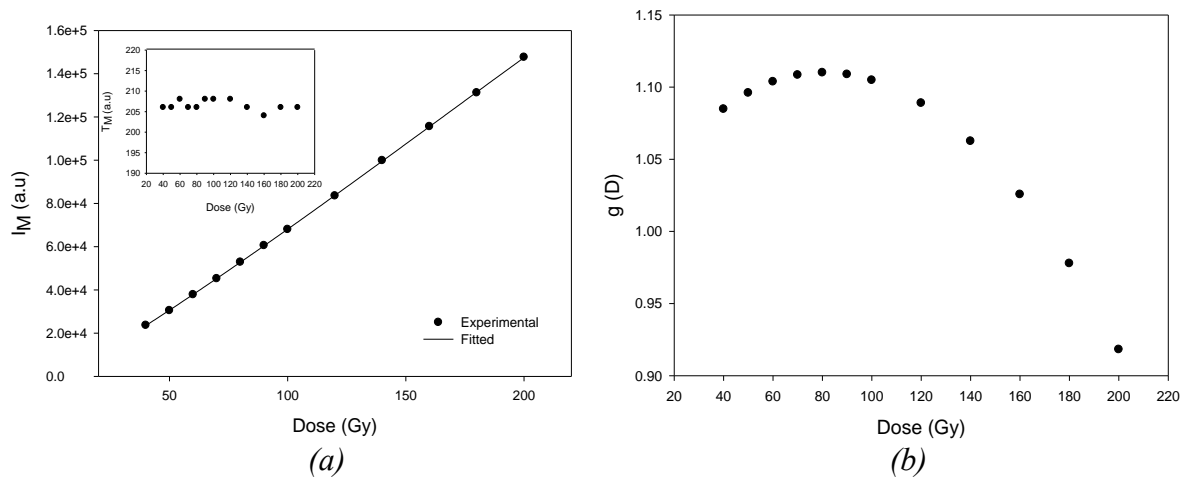 1.6e+5
1.4e+5
1.2e+5
1.0e+5
8.0e+4
6.0e+4
4.0e+4
2.0e+4
0.0
I_M (a.u)
50 100 150 200
Dose (Gy)
220
215
210
205
200
195
190
T_M (a.u)
20 40 60 80 100 120 140 160 180 200 220
Dose (Gy)
Experimental
Fitted
(a)
1.15
1.10
1.05
1.00
0.95
0.90
g (D)
20 40 60 80 100 120 140 160 180 200 220
Dose (Gy)
(b)